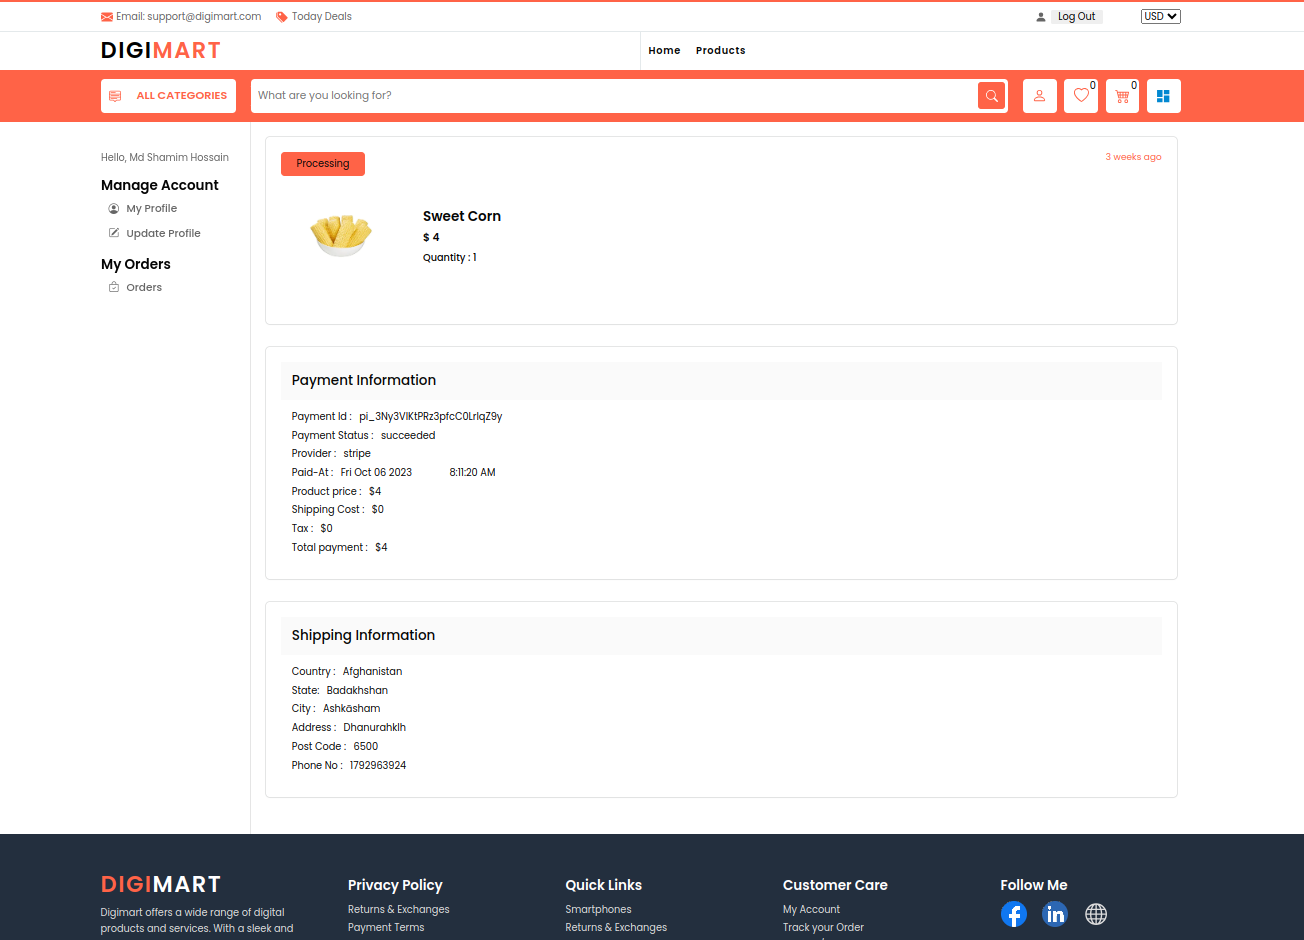 Email: support@digimart.com Today Deals Log Out USD
DIGIMART Home Products
ALL CATEGORIES What are you looking for? 0 0
Hello, Md Shamim Hossain
Manage Account
My Profile
Update Profile
My Orders
Orders
Processing 3 weeks ago
Sweet Corn
$ 4
Quantity : 1
Payment Information
Payment Id : pi_3Ny3VIKtPRz3pfcC0LrIqZ9y
Payment Status : succeeded
Provider : stripe
Paid-At : Fri Oct 06 2023 8:11:20 AM
Product price : $4
Shipping Cost : $0
Tax : $0
Total payment : $4
Shipping Information
Country : Afghanistan
State: Badakhshan
City : Ashkāsham
Address : Dhanurahklh
Post Code : 6500
Phone No : 1792963924
DIGIMART
Digimart offers a wide range of digital
products and services. With a sleek and
Privacy Policy
Returns & Exchanges
Payment Terms
Quick Links
Smartphones
Returns & Exchanges
Customer Care
My Account
Track your Order
Follow Me